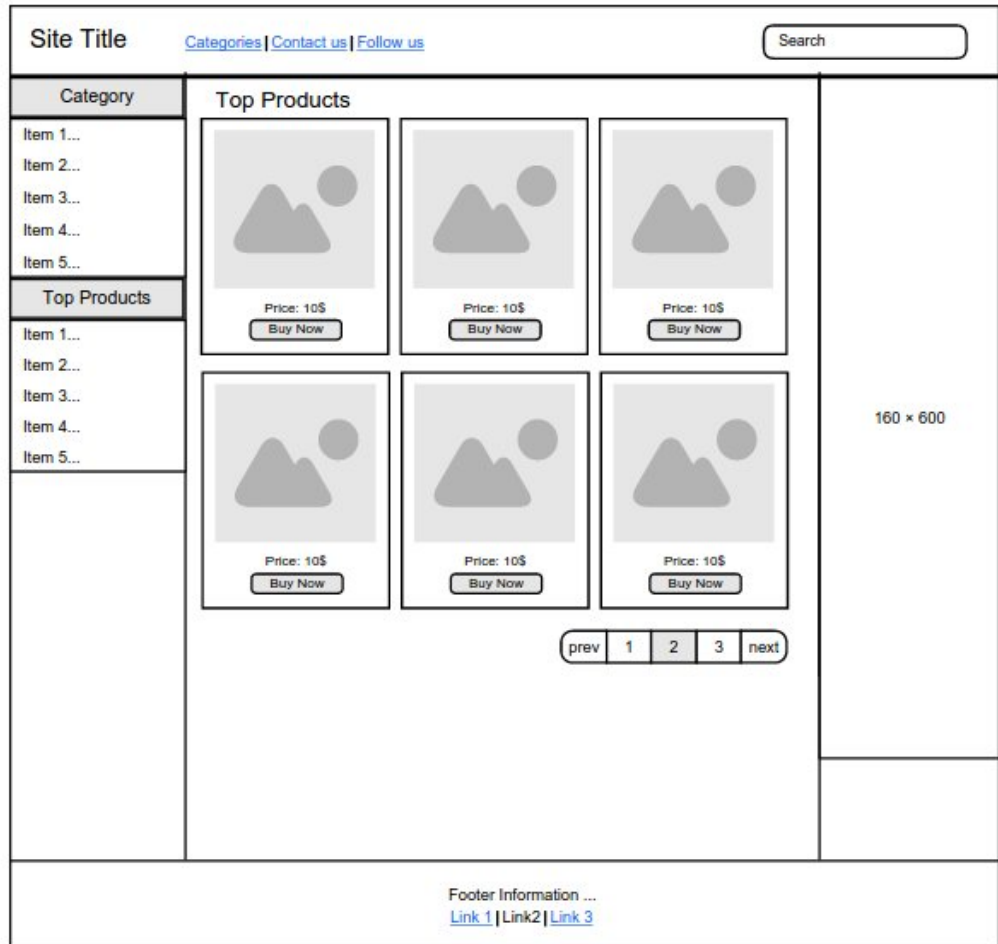 Site Title
Categories | Contact us | Follow us
Search
Category
Item 1...
Item 2...
Item 3...
Item 4...
Item 5...
Top Products
Item 1...
Item 2...
Item 3...
Item 4...
Item 5...
Top Products
Price: 10$ Price: 10$ Price: 10$
Buy Now Buy Now Buy Now
Price: 10$ Price: 10$ Price: 10$
Buy Now Buy Now Buy Now
prev 1 2 3 next
160 × 600
Footer Information ...
Link 1 | Link2 | Link 3